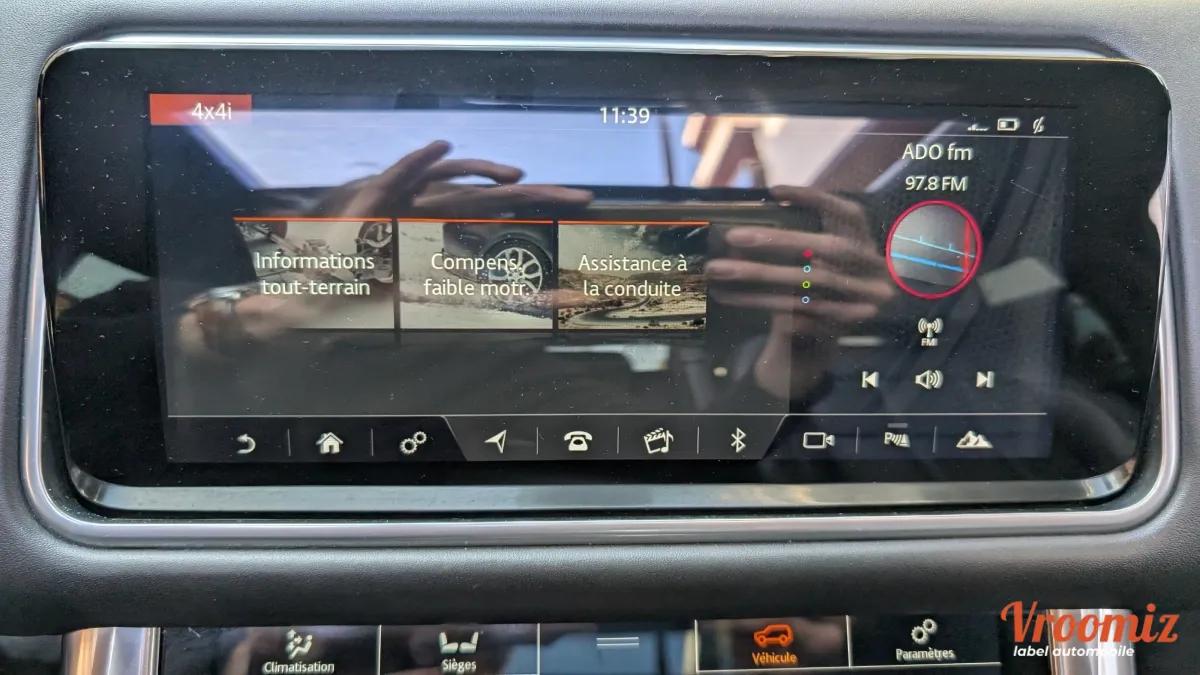 4x4i
11:39
ADO fm
97.8 FM
Informations
tout-terrain
Compens.
faible motr.
Assistance à
la conduite
FM
Climatisation
Sièges
Véhicule
Paramètres
Vroomiz
label automobile